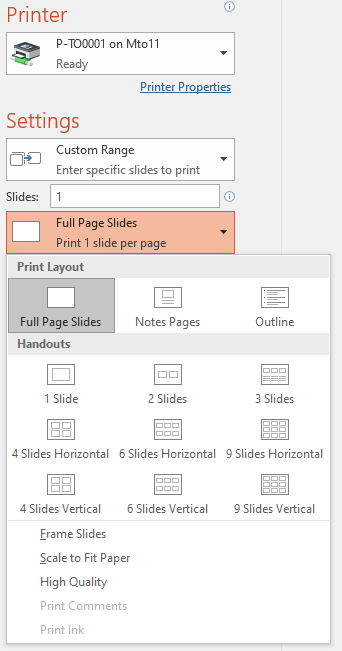 Printer
P-TO0001 on Mto11
Ready
Printer Properties
Settings
Custom Range
Enter specific slides to print
Slides: 1
Full Page Slides
Print 1 slide per page
Print Layout
Full Page Slides Notes Pages Outline
Handouts
1 Slide 2 Slides 3 Slides
4 Slides Horizontal 6 Slides Horizontal 9 Slides Horizontal
4 Slides Vertical 6 Slides Vertical 9 Slides Vertical
Frame Slides
Scale to Fit Paper
High Quality
Print Comments
Print Ink